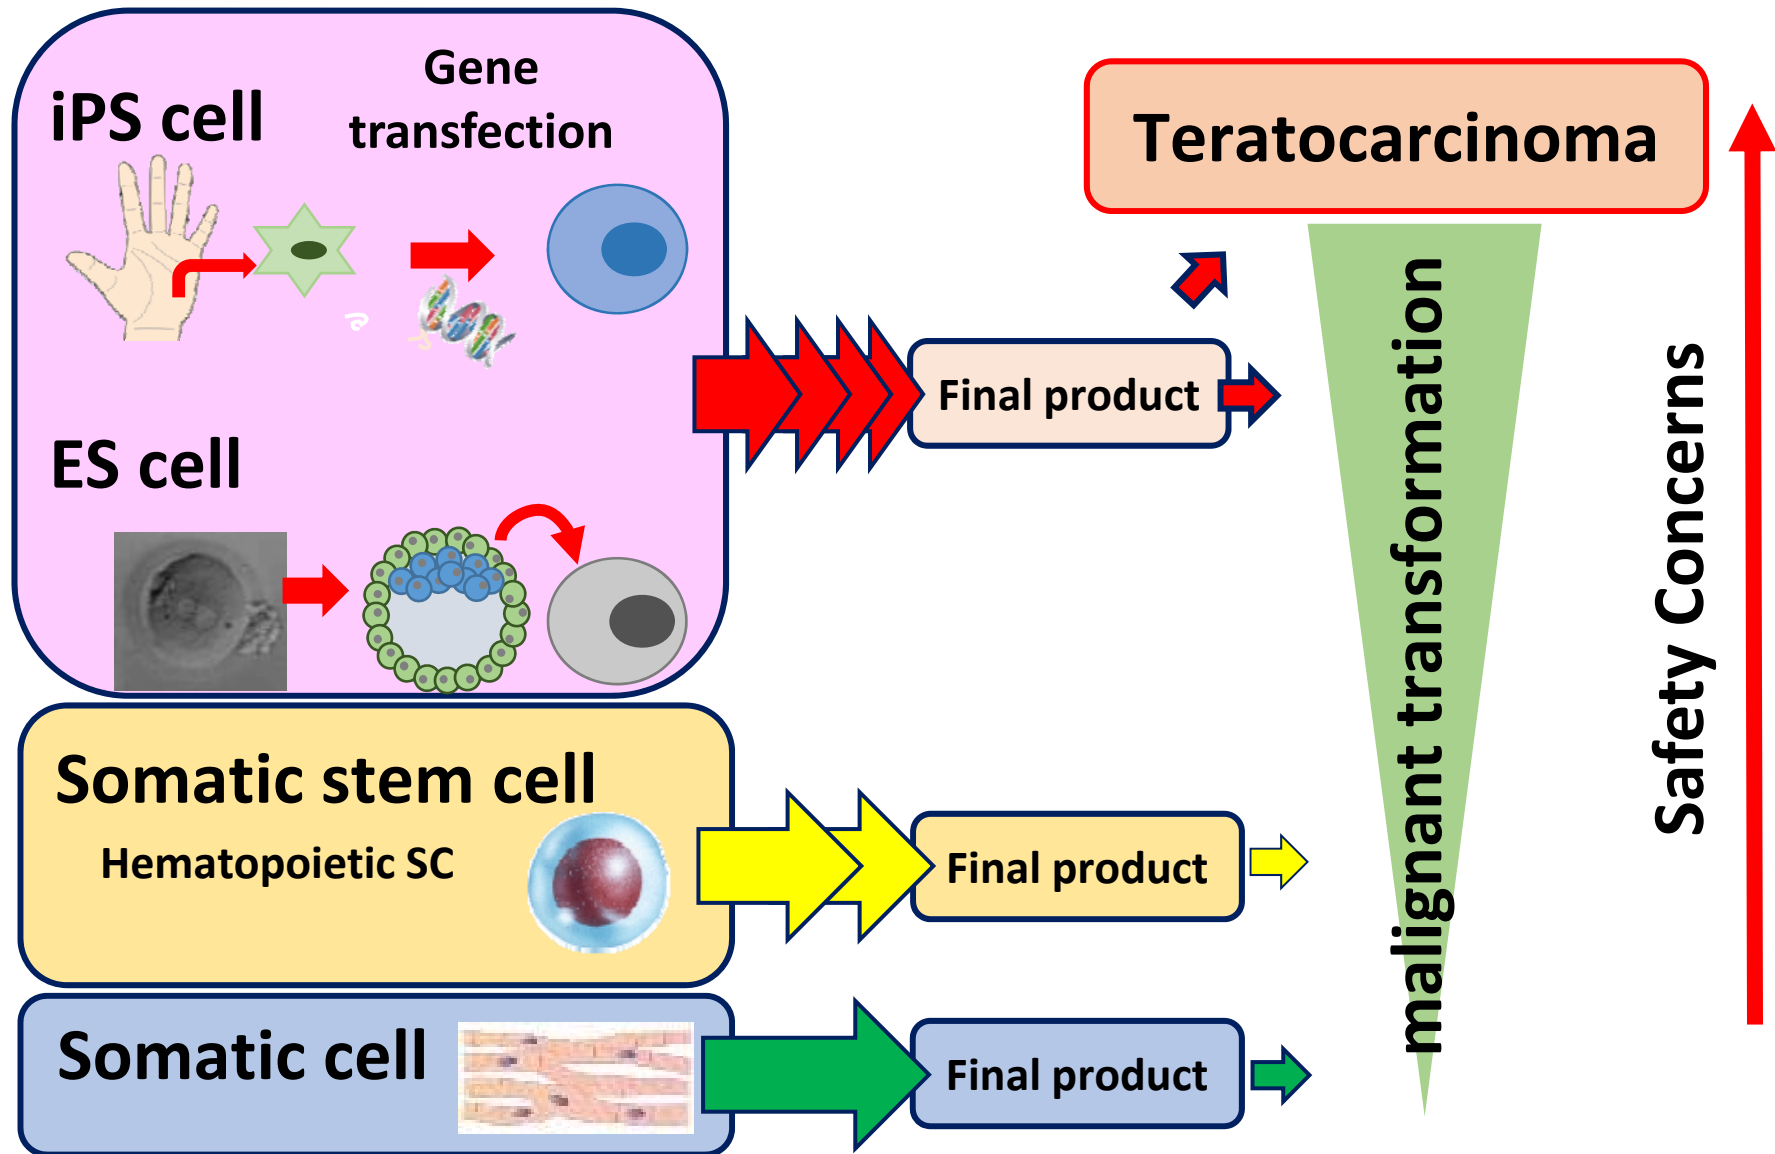 iPS cell
Gene
transfection
ES cell
Final product
Teratocarcinoma
malignant transformation
Safety Concerns
Somatic stem cell
Hematopoietic SC
Final product
Somatic cell
Final product